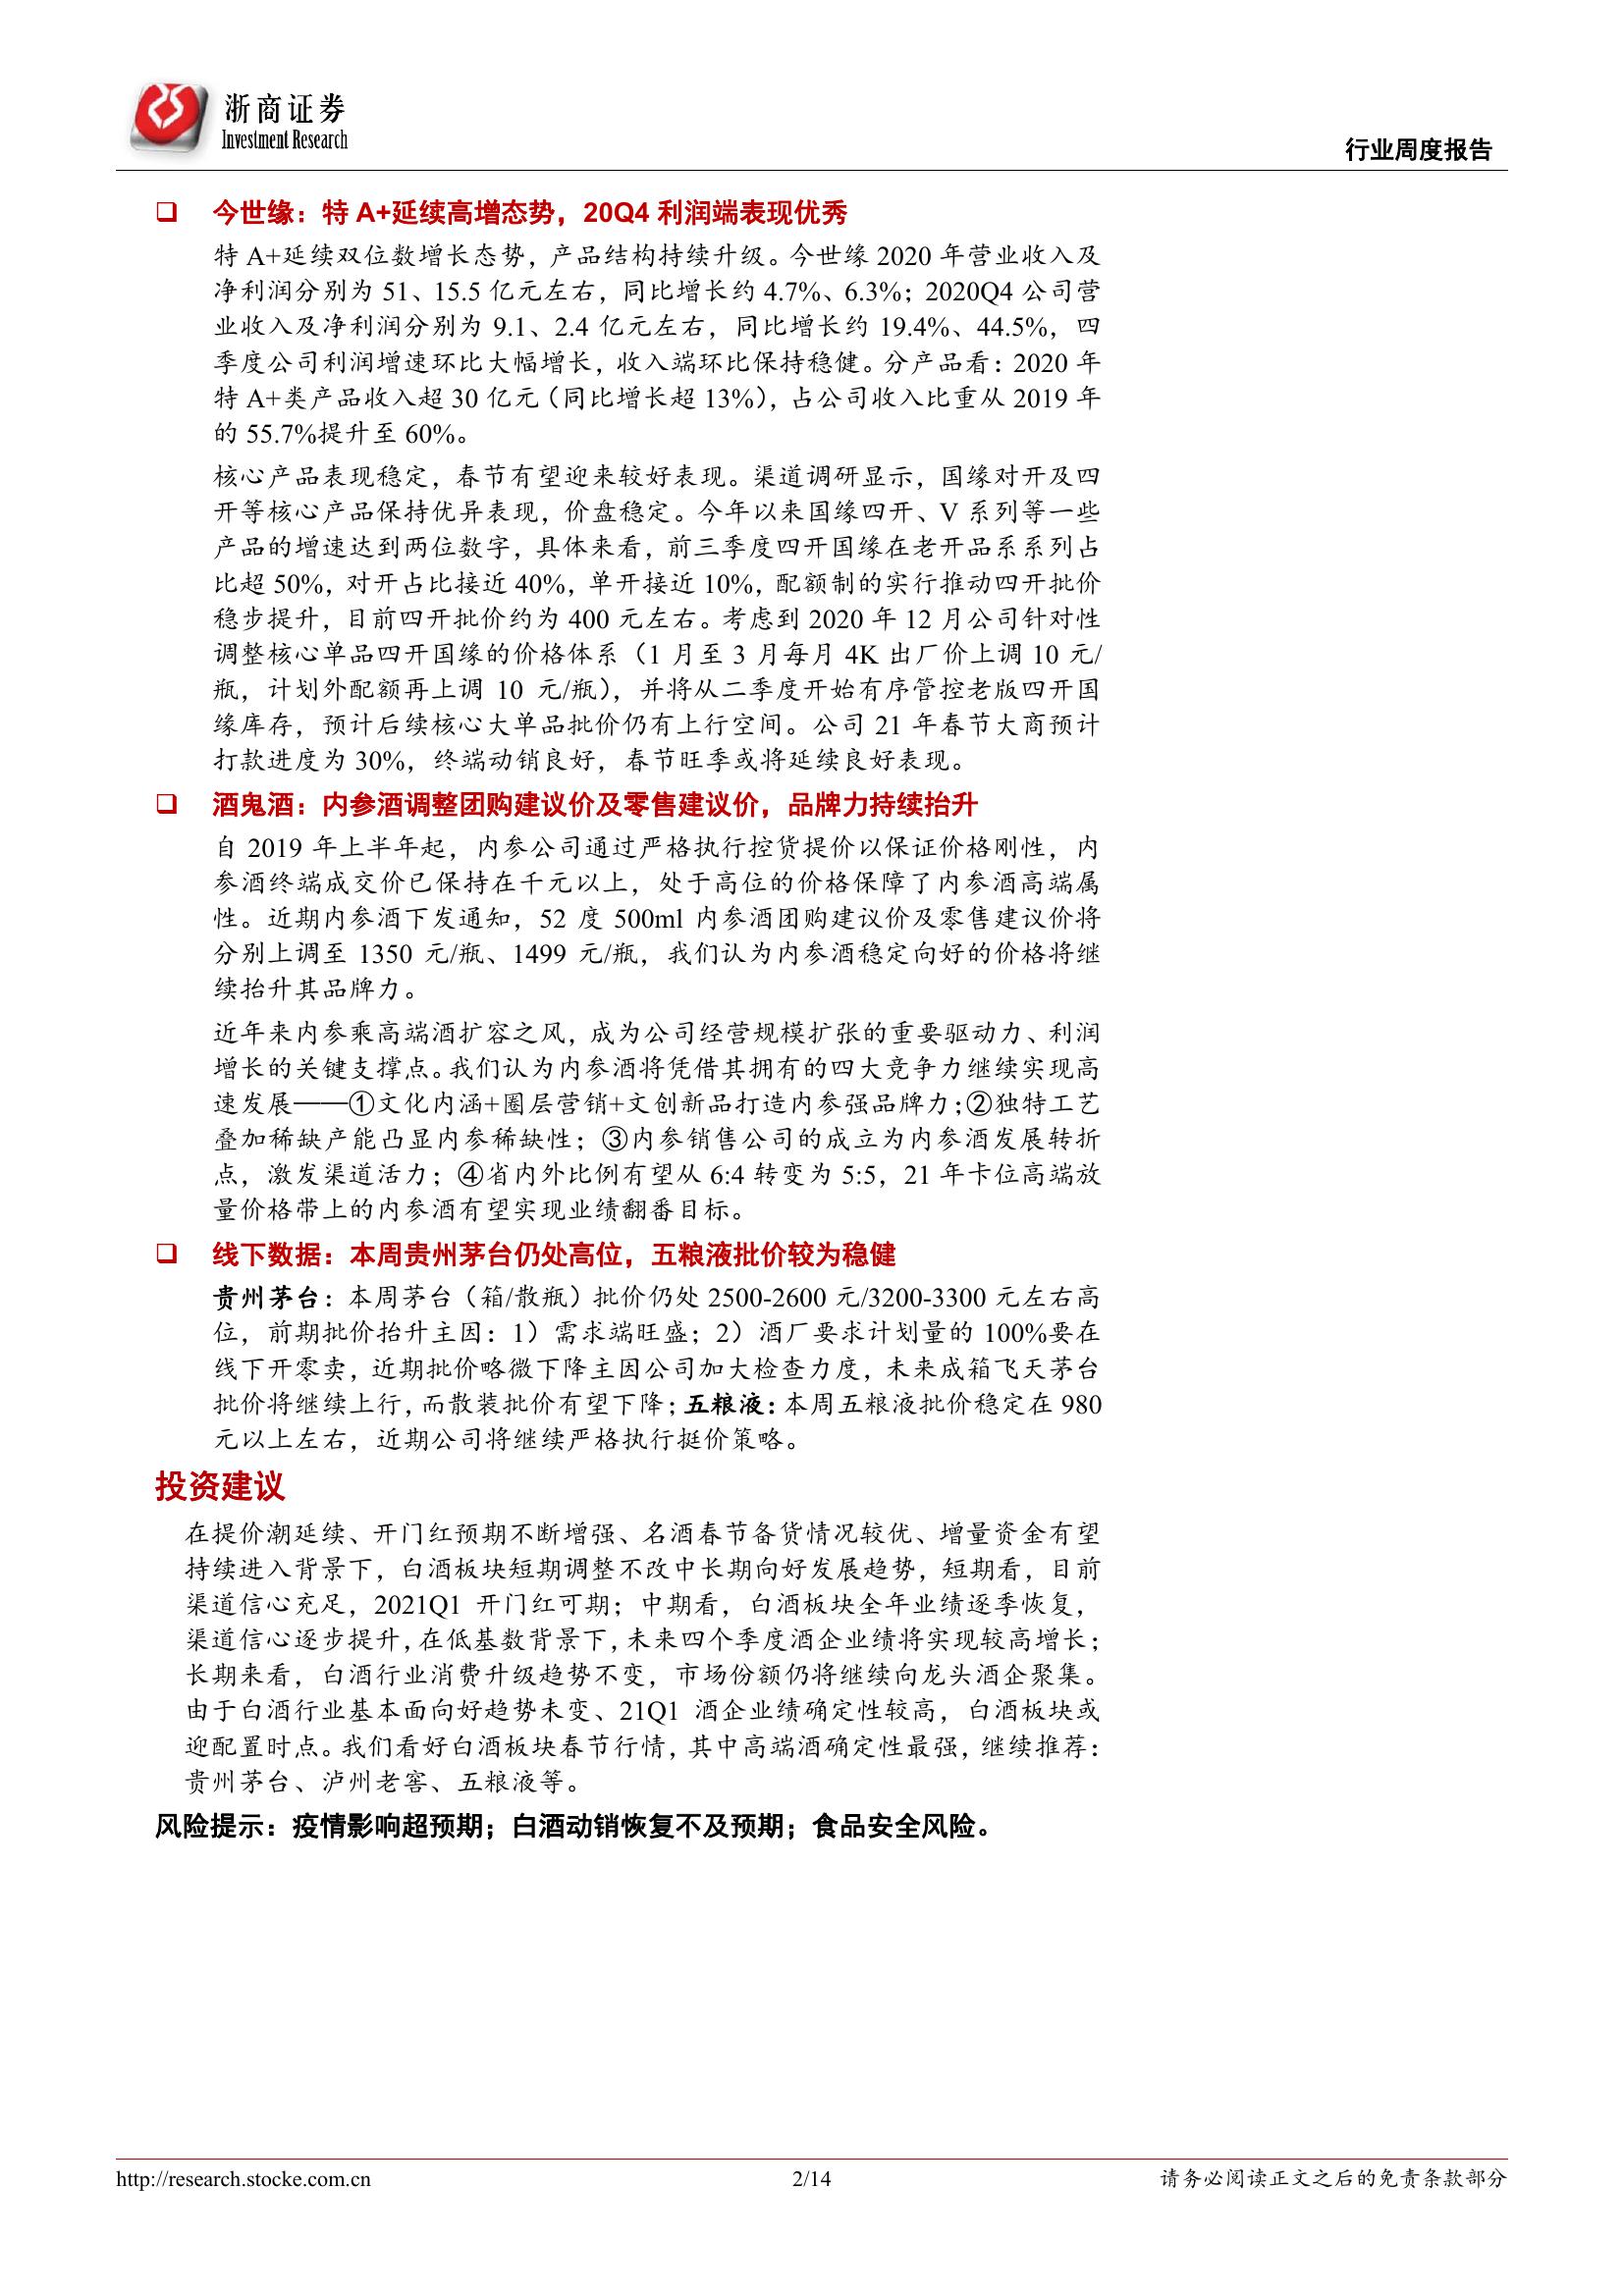 浙商证券
Investment Research
行业周度报告
今世缘：特 A+延续高增态势，20Q4 利润端表现优秀
特 A+延续双位数增长态势，产品结构持续升级。今世缘 2020 年营业收入及
净利润分别为 51、15.5 亿元左右，同比增长约 4.7%、6.3%；2020Q4 公司营
业收入及净利润分别为 9.1、2.4 亿元左右，同比增长约 19.4%、44.5%，四
季度公司利润增速环比大幅增长，收入端环比保持稳健。分产品看：2020 年
特 A+类产品收入超 30 亿元（同比增长超 13%），占公司收入比重从 2019 年
的 55.7%提升至 60%。
核心产品表现稳定，春节有望迎来较好表现。渠道调研显示，国缘对开及四
开等核心产品保持优异表现，价盘稳定。今年以来国缘四开、V 系列等一些
产品的增速达到两位数字，具体来看，前三季度四开国缘在老开品系系列占
比超 50%，对开占比接近 40%，单开接近 10%，配额制的实行推动四开批价
稳步提升，目前四开批价约为 400 元左右。考虑到 2020 年 12 月公司针对性
调整核心单品四开国缘的价格体系（1 月至 3 月每月 4K 出厂价上调 10 元/
瓶，计划外配额再上调 10 元/瓶），并将从二季度开始有序管控老版四开国
缘库存，预计后续核心大单品批价仍有上行空间。公司 21 年春节大商预计
打款进度为 30%，终端动销良好，春节旺季或将延续良好表现。
酒鬼酒：内参酒调整团购建议价及零售建议价，品牌力持续抬升
自 2019 年上半年起，内参公司通过严格执行控货提价以保证价格刚性，内
参酒终端成交价已保持在千元以上，处于高位的价格保障了内参酒高端属
性。近期内参酒下发通知，52 度 500ml 内参酒团购建议价及零售建议价将
分别上调至 1350 元/瓶、1499 元/瓶，我们认为内参酒稳定向好的价格将继
续抬升其品牌力。
近年来内参乘高端酒扩容之风，成为公司经营规模扩张的重要驱动力、利润
增长的关键支撑点。我们认为内参酒将凭借其拥有的四大竞争力继续实现高
速发展——①文化内涵+圈层营销+文创新品打造内参强品牌力；②独特工艺
叠加稀缺产能凸显内参稀缺性；③内参销售公司的成立为内参酒发展转折
点，激发渠道活力；④省内外比例有望从 6:4 转变为 5:5，21 年卡位高端放
量价格带上的内参酒有望实现业绩翻番目标。
线下数据：本周贵州茅台仍处高位，五粮液批价较为稳健
贵州茅台：本周茅台（箱/散瓶）批价仍处 2500-2600 元/3200-3300 元左右高
位，前期批价抬升主因：1）需求端旺盛；2）酒厂要求计划量的 100%要在
线下开零卖，近期批价略微下降主因公司加大检查力度，未来成箱飞天茅台
批价将继续上行，而散装批价有望下降；五粮液：本周五粮液批价稳定在 980
元以上左右，近期公司将继续严格执行挺价策略。
投资建议
在提价潮延续、开门红预期不断增强、名酒春节备货情况较优、增量资金有望
持续进入背景下，白酒板块短期调整不改中长期向好发展趋势，短期看，目前
渠道信心充足，2021Q1 开门红可期；中期看，白酒板块全年业绩逐季恢复，
渠道信心逐步提升，在低基数背景下，未来四个季度酒企业绩将实现较高增长；
长期来看，白酒行业消费升级趋势不变，市场份额仍将继续向龙头酒企聚集。
由于白酒行业基本面向好趋势未变、21Q1 酒企业绩确定性较高，白酒板块或
迎配置时点。我们看好白酒板块春节行情，其中高端酒确定性最强，继续推荐：
贵州茅台、泸州老窖、五粮液等。
风险提示：疫情影响超预期；白酒动销恢复不及预期；食品安全风险。
http://research.stocke.com.cn
2/14
请务必阅读正文之后的免责条款部分